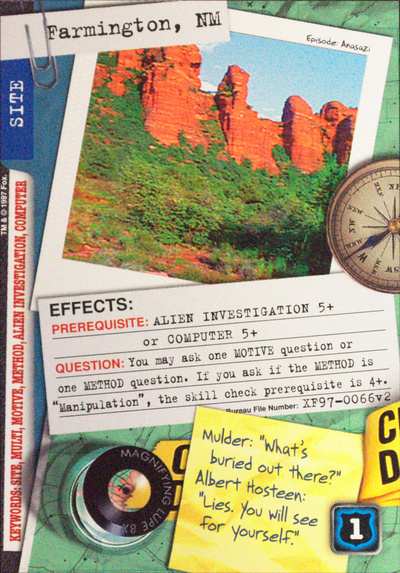 Farmington, NM
Episode: Anasazi
SITE
TM & © 1997 Fox.
KEYWORDS: SITE, MULTI, MOTIVE, METHOD, ALIEN INVESTIGATION, COMPUTER
EFFECTS:
PREREQUISITE: ALIEN INVESTIGATION 5+
or COMPUTER 5+
QUESTION: You may ask one MOTIVE question or
one METHOD question. If you ask if the METHOD is
"Manipulation", the skill check prerequisite is 4+.
Bureau File Number: XF97-0066v2
MAGNIFYING LUPE 8X
Mulder: "What's
buried out there?"
Albert Hosteen:
"Lies. You will see
for yourself."
1